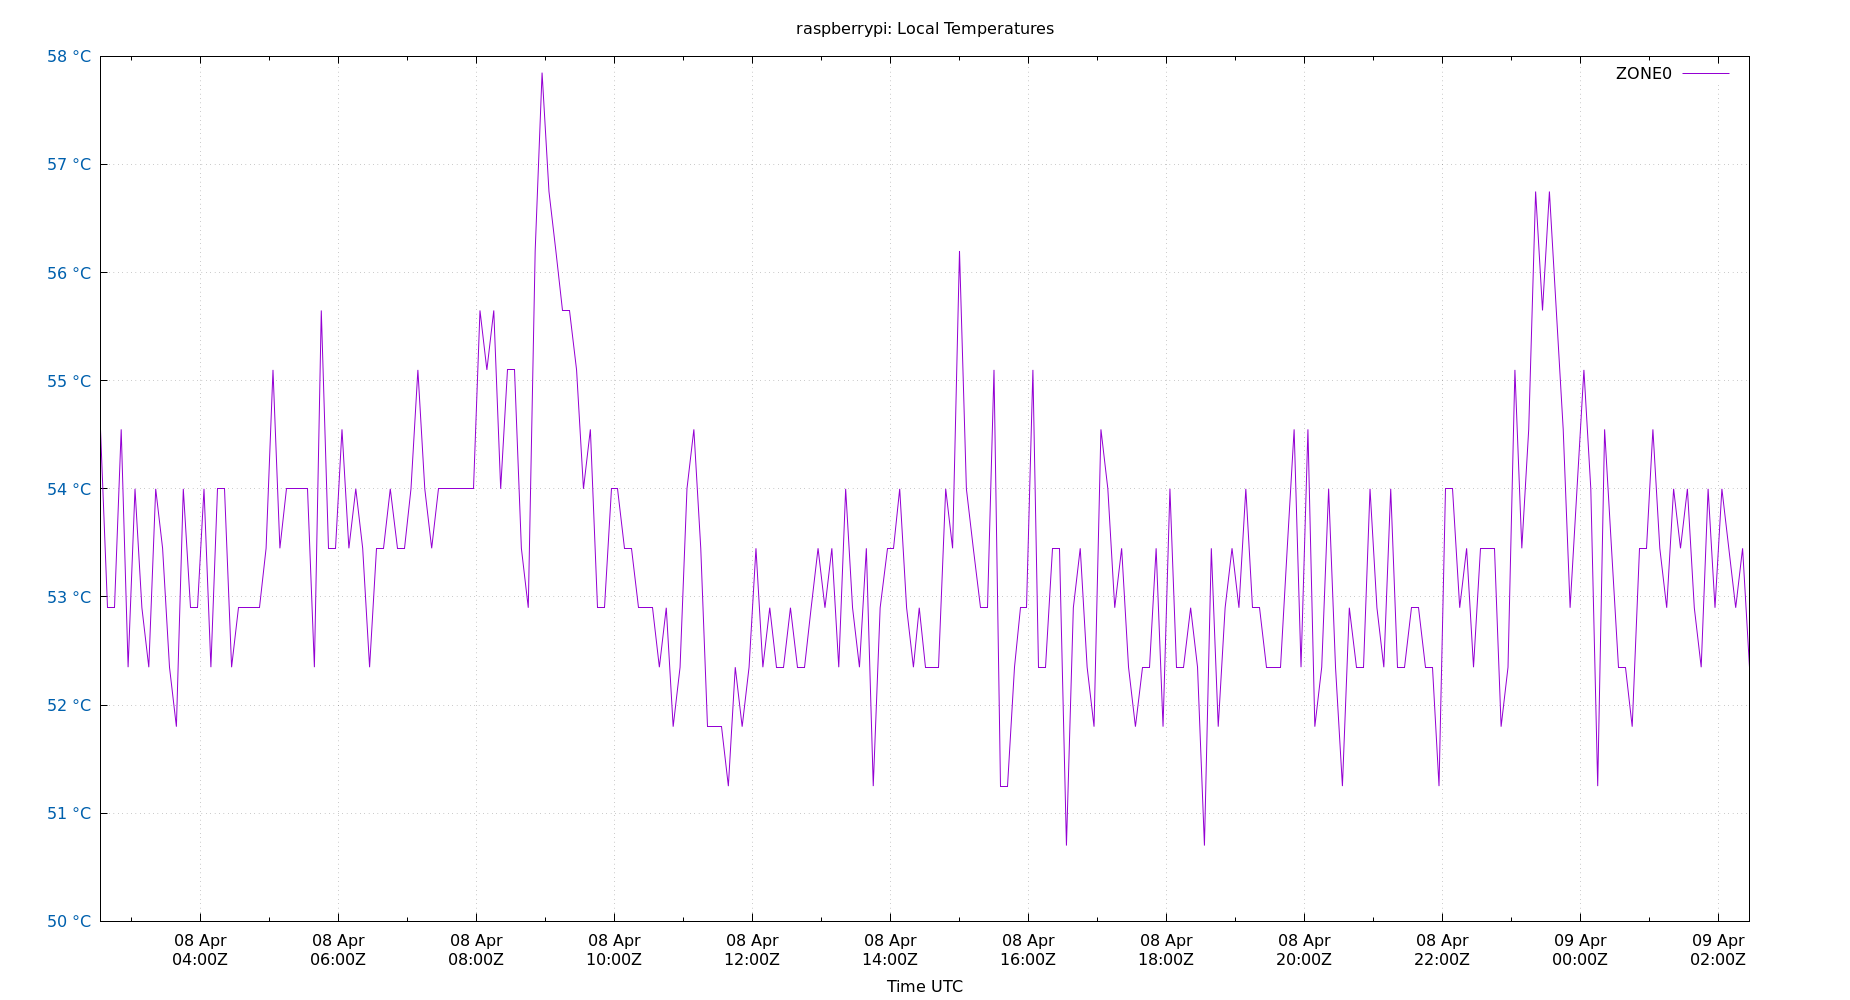 raspberrypi: Local Temperatures
58 °C
ZONE0
57 °C
56 °C
55 °C
54 °C
53 °C
52 °C
51 °C
50 °C
08 Apr 08 Apr 08 Apr 08 Apr 08 Apr 08 Apr 08 Apr 08 Apr 08 Apr 08 Apr 09 Apr 09 Apr
04:00Z 06:00Z 08:00Z 10:00Z 12:00Z 14:00Z 16:00Z 18:00Z 20:00Z 22:00Z 00:00Z 02:00Z
Time UTC